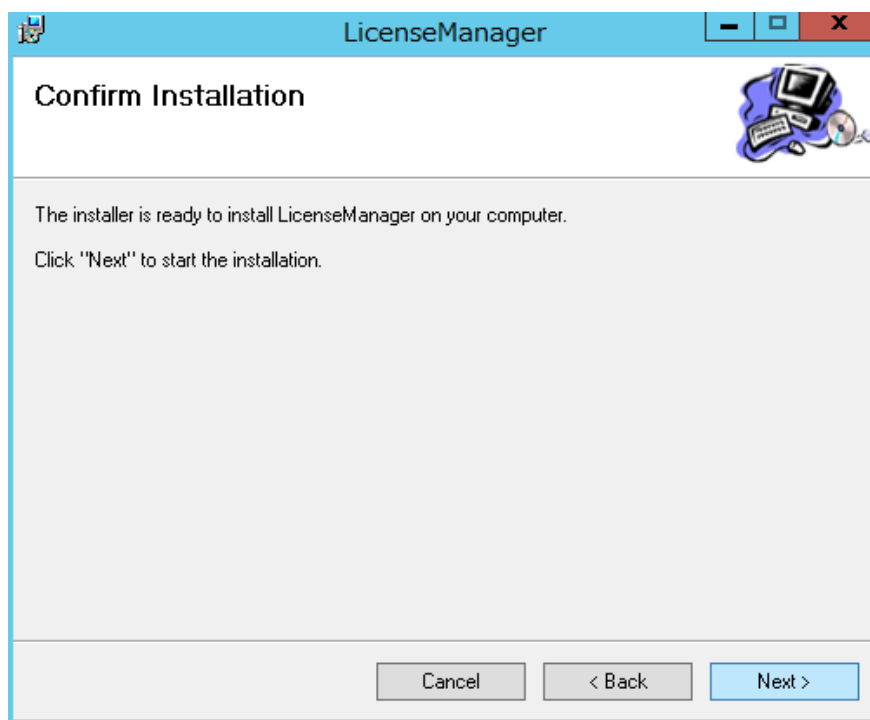 LicenseManager
Confirm Installation
The installer is ready to install LicenseManager on your computer.
Click "Next" to start the installation.
Cancel
< Back
Next >